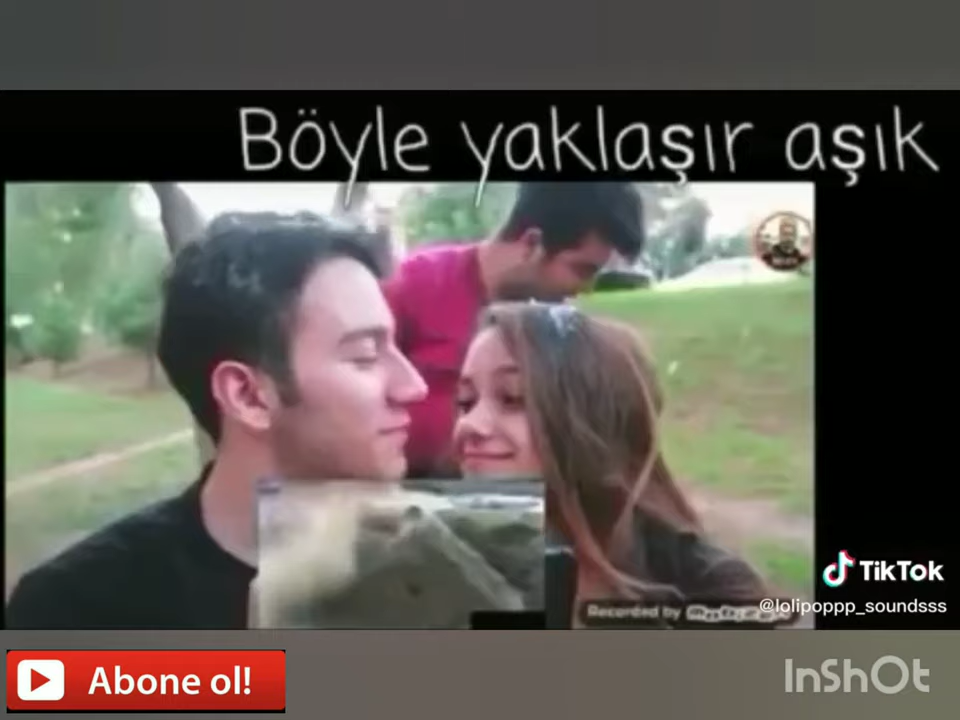 Böyle yaklaşır aşık
TikTok
@lolipoppp_soundsss
Recorded by
Abone ol!
InShOt